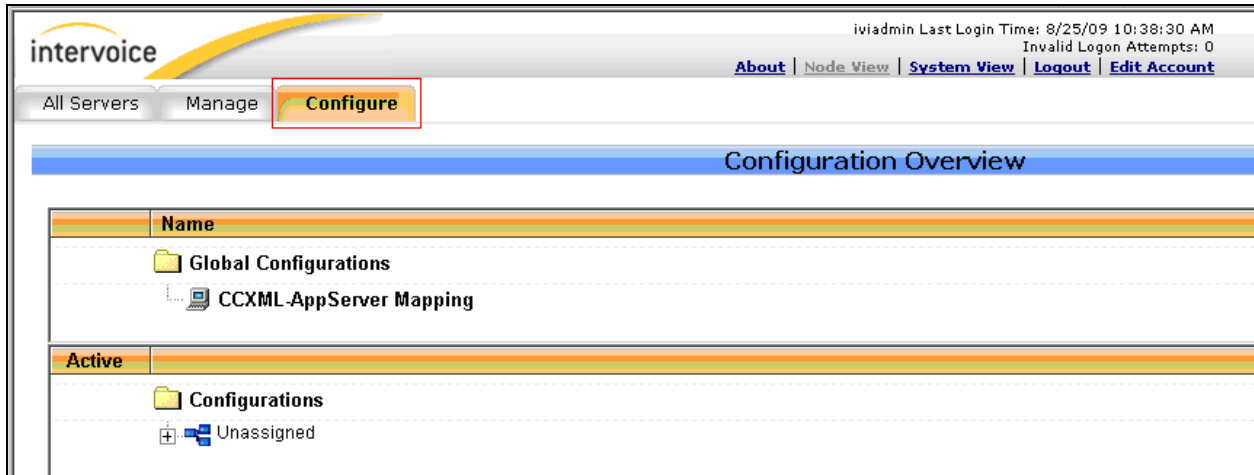 intervoice
iviadmin Last Login Time: 8/25/09 10:38:30 AM
Invalid Logon Attempts: 0
About | Node View | System View | Logout | Edit Account
All Servers Manage Configure
Configuration Overview
Name
Global Configurations
CCXML-AppServer Mapping
Active
Configurations
Unassigned